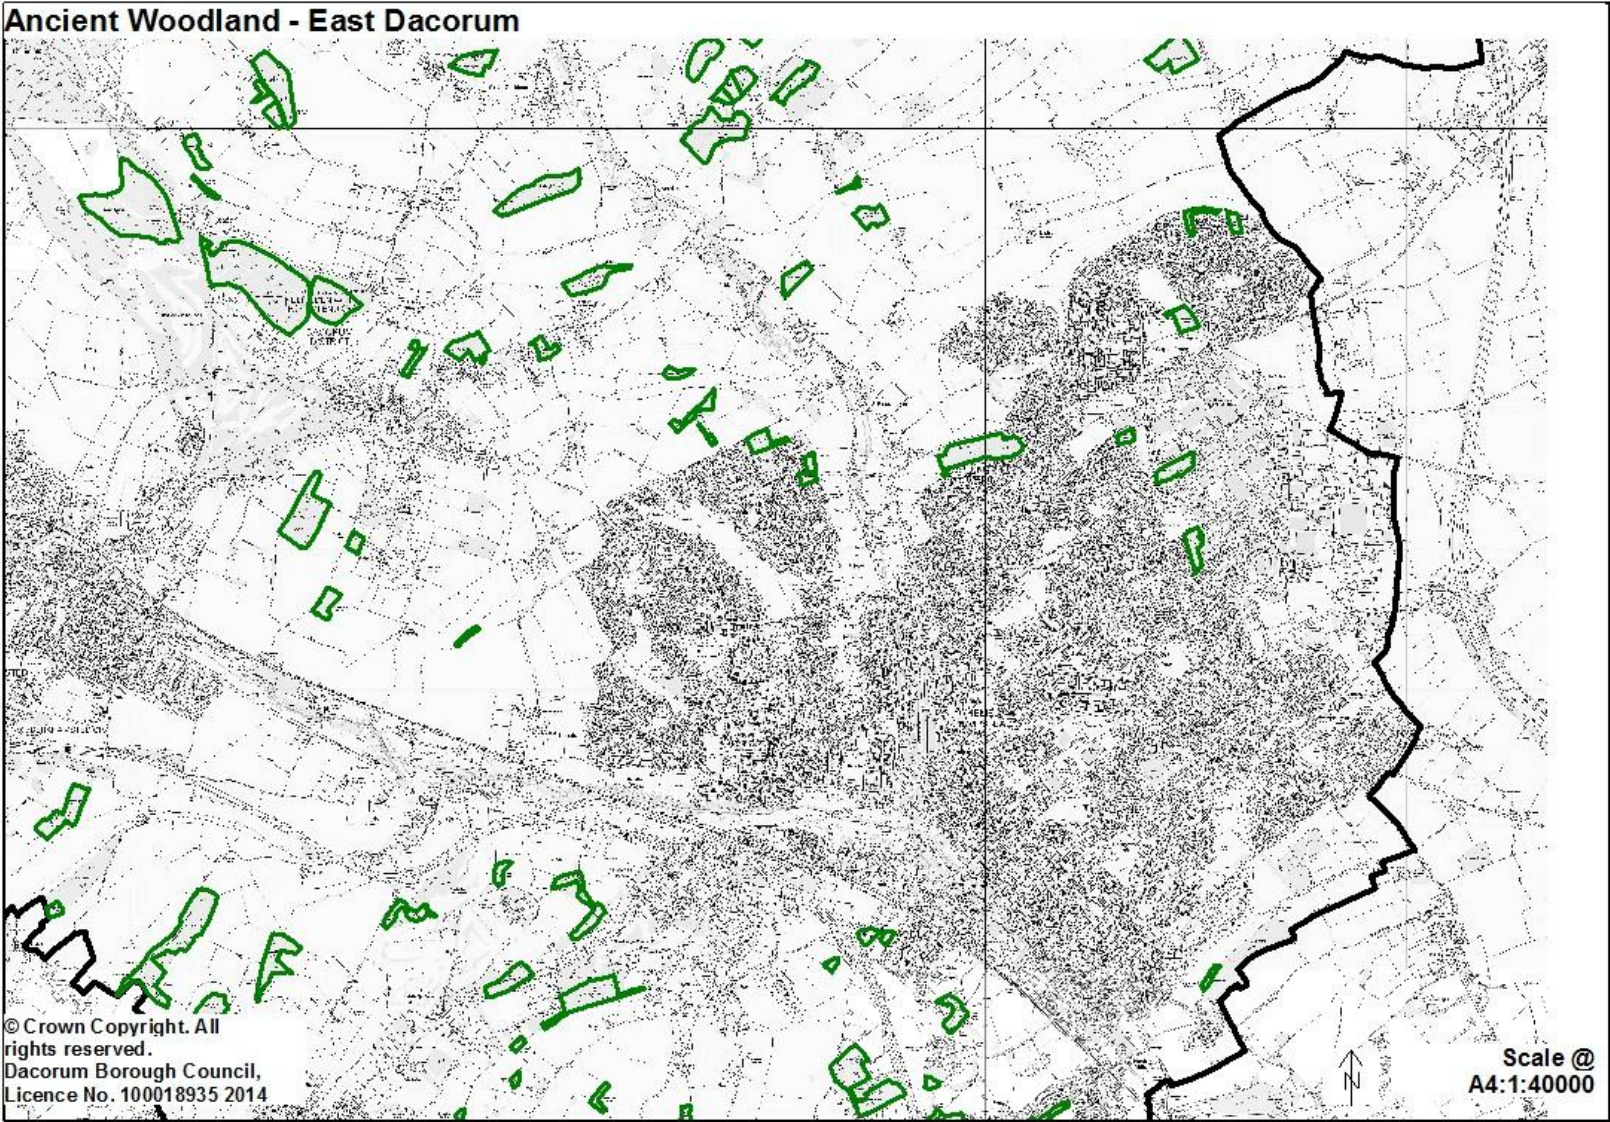 Ancient Woodland - East Dacorum
© Crown Copyright. All
rights reserved.
Dacorum Borough Council,
Licence No. 100018935 2014
N
Scale @
A4:1:40000